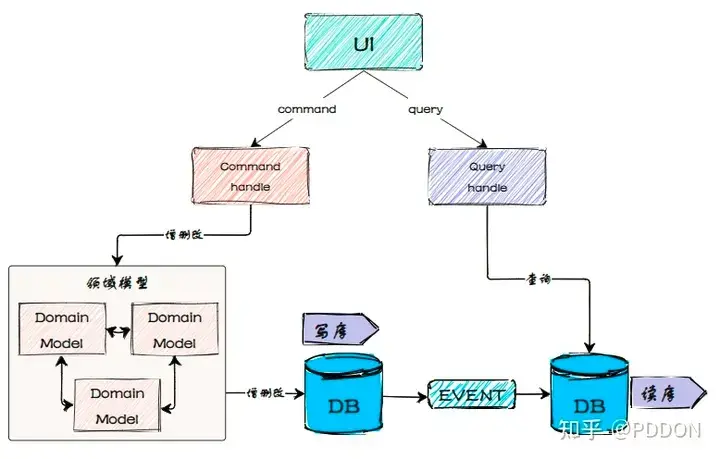 UI
command
query
Command
handle
Query
handle
增删改
查询
领域模型
Domain
Model
Domain
Model
Domain
Model
写库
增删改
DB
EVENT
DB
读库
知乎 @PDDON